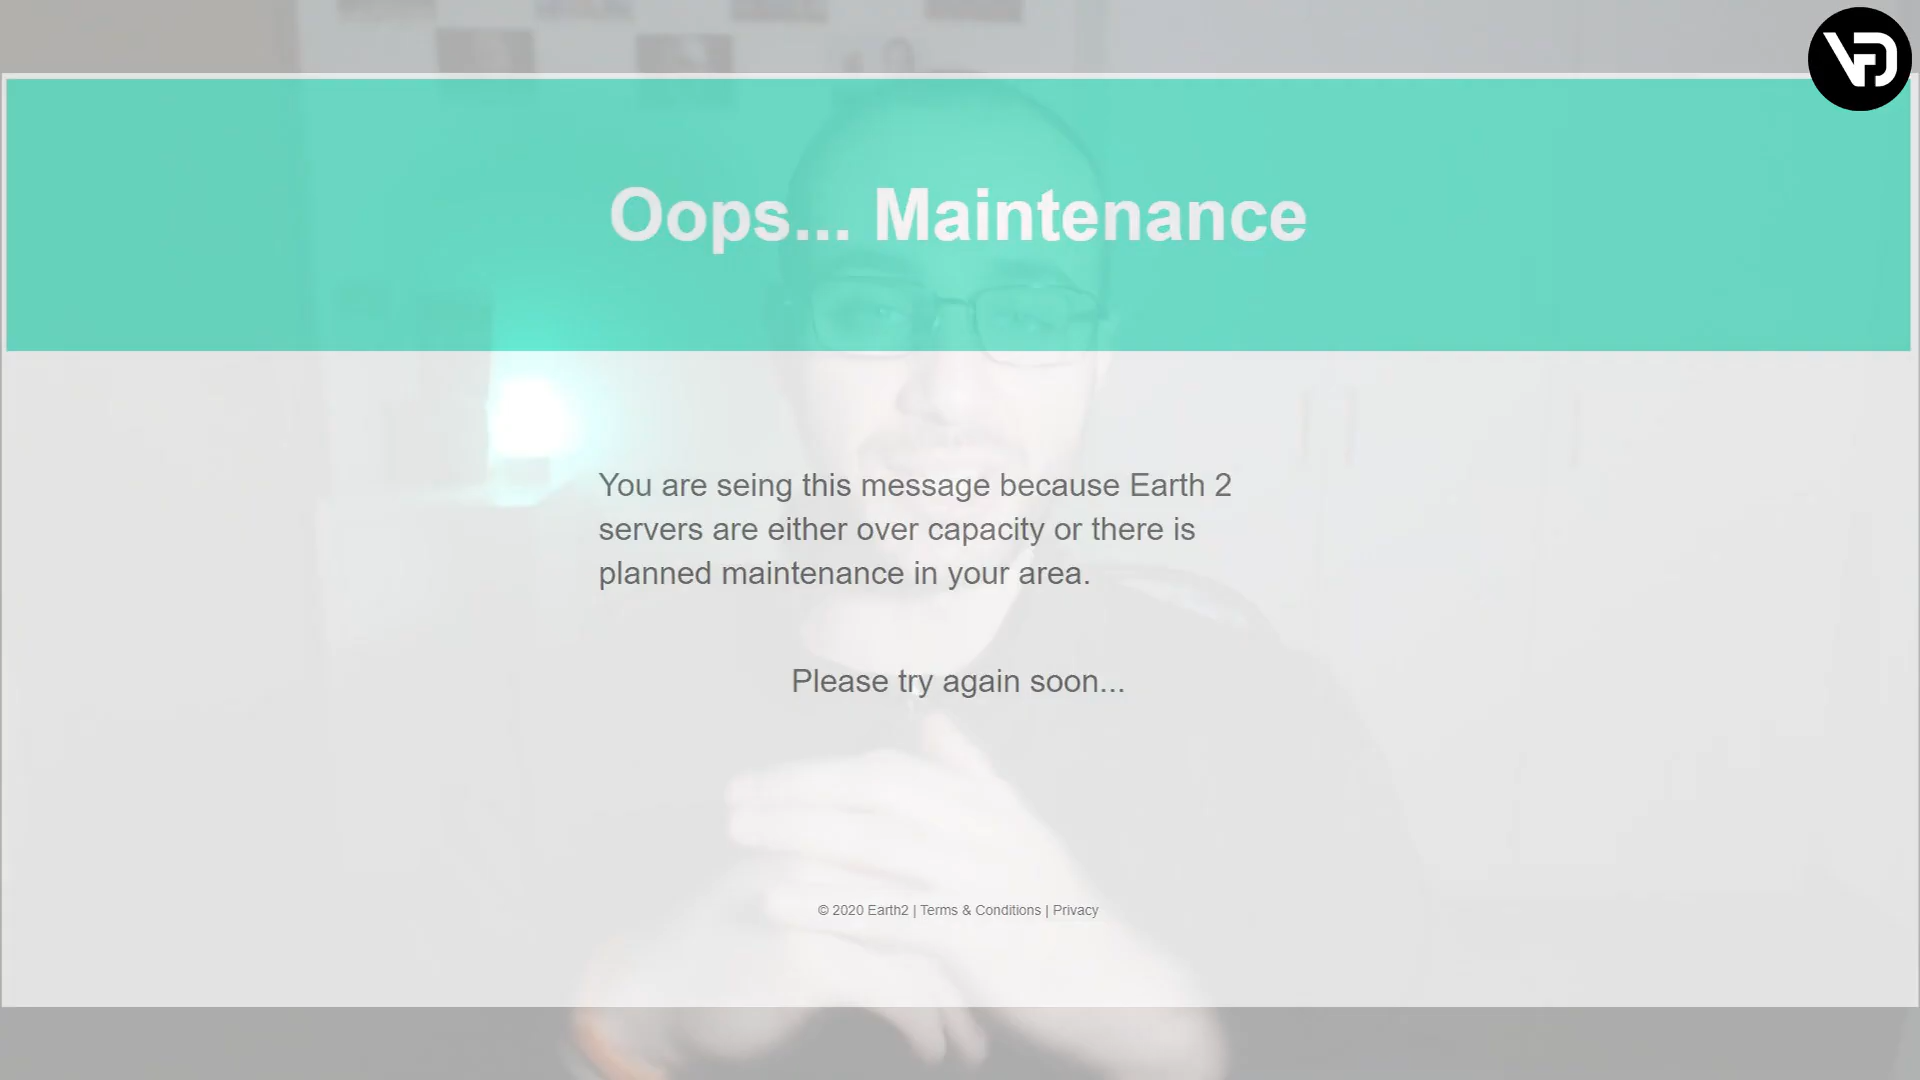 Oops... Maintenance
You are seing this message because Earth 2
servers are either over capacity or there is
planned maintenance in your area.
Please try again soon...
© 2020 Earth2 | Terms & Conditions | Privacy